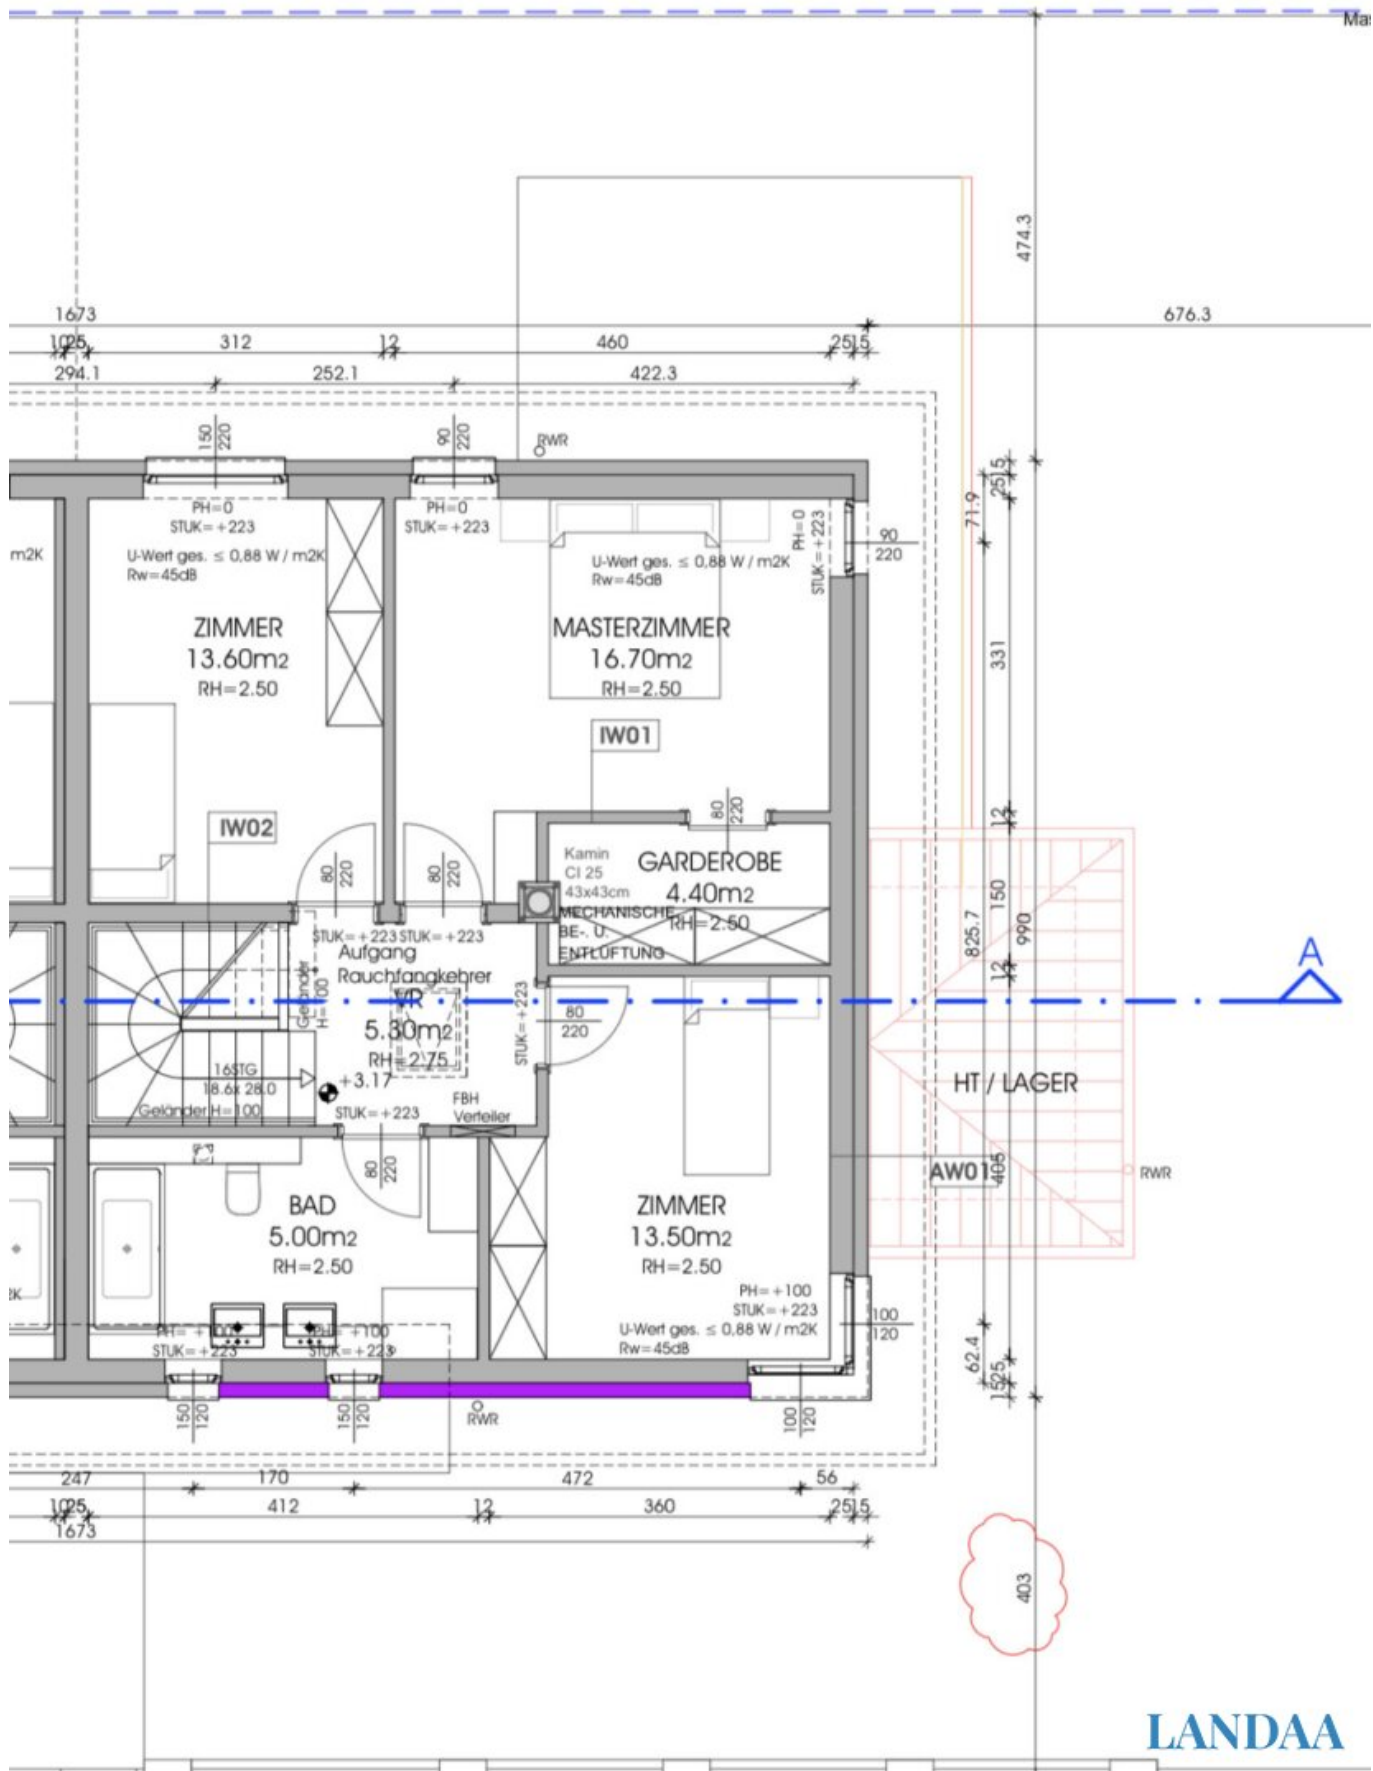 Mas
474.3
1673
676.3
10 25 312 12 460 25 15
294.1 252.1 422.3
150
220
90
220
RWR
25 15
71.9
PH=0
STUK=+223
PH=0
STUK=+223
PH=0
STUK=+223
90
220
m2K
U-Wert ges. ≤ 0,88 W / m2K
Rw=45dB
U-Wert ges. ≤ 0,88 W / m2K
Rw=45dB
ZIMMER
13.60m2
RH=2.50
MASTERZIMMER
16.70m2
RH=2.50
331
IW01
IW02
80
220
12
80
220
80
220
Kamin
CI 25
43x43cm
GARDEROBE
4.40m2
RH=2.50
MECHANISCHE
BE-. U.
ENTLÜFTUNG
150
990
825.7
12
STUK=+223
STUK=+223
Aufgang
Rauchfangkehrer
VR
5.30m2
RH=2.75
Geländer
H=100
STUK=+223
80
220
A
16STG
18.6x 28.0
Geländer H=100
+3.17
STUK=+223
FBH
Verteiler
HT / LAGER
80
220
AW01
405
RWR
BAD
5.00m2
RH=2.50
ZIMMER
13.50m2
RH=2.50
PH=+100
STUK=+223
U-Wert ges. ≤ 0,88 W / m2K
Rw=45dB
100
120
62.4
15 25
PH= +100
STUK=+223
PH= +100
STUK=+223
150
120
150
120
RWR
100
120
247 170 472 56
10 25 412 12 360 25 15
1673
403
LANDAA